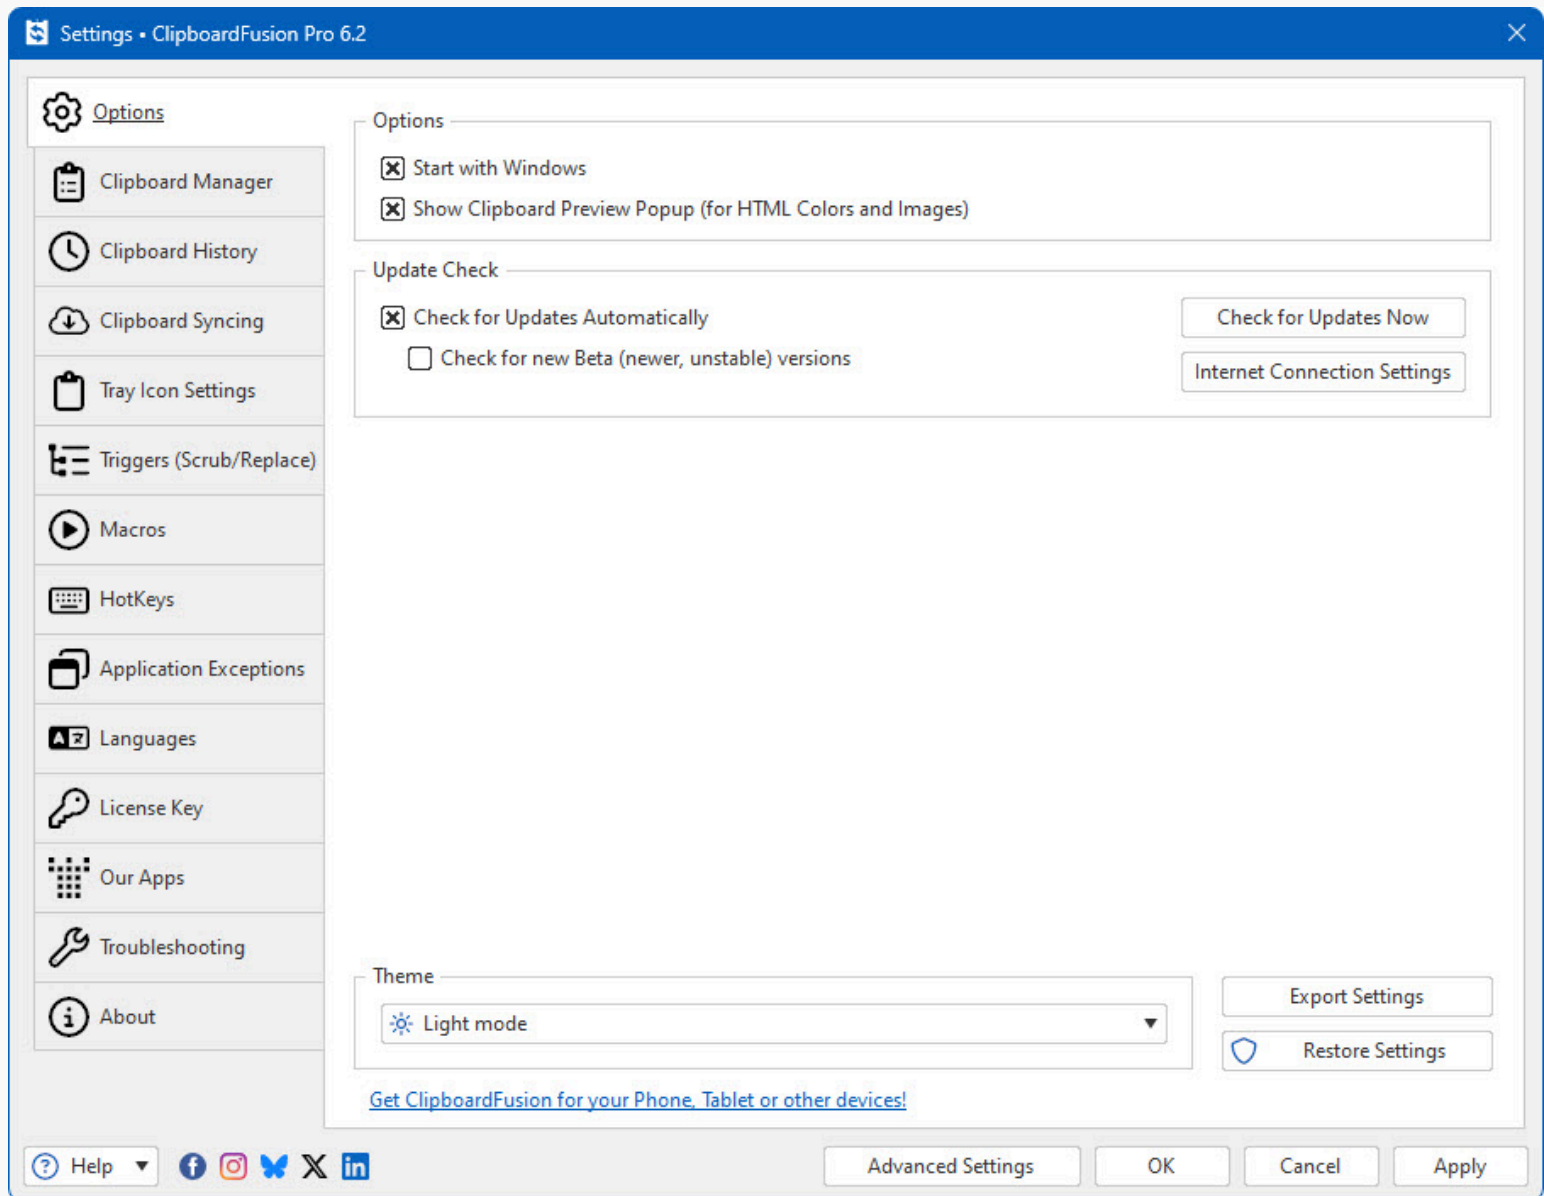 Settings • ClipboardFusion Pro 6.2
Options
Clipboard Manager
Clipboard History
Clipboard Syncing
Tray Icon Settings
Triggers (Scrub/Replace)
Macros
HotKeys
Application Exceptions
Languages
License Key
Our Apps
Troubleshooting
About
Options
Start with Windows
Show Clipboard Preview Popup (for HTML Colors and Images)
Update Check
Check for Updates Automatically
Check for Updates Now
Check for new Beta (newer, unstable) versions
Internet Connection Settings
Theme
Light mode
Export Settings
Restore Settings
Get ClipboardFusion for your Phone, Tablet or other devices!
Help
Advanced Settings
OK
Cancel
Apply